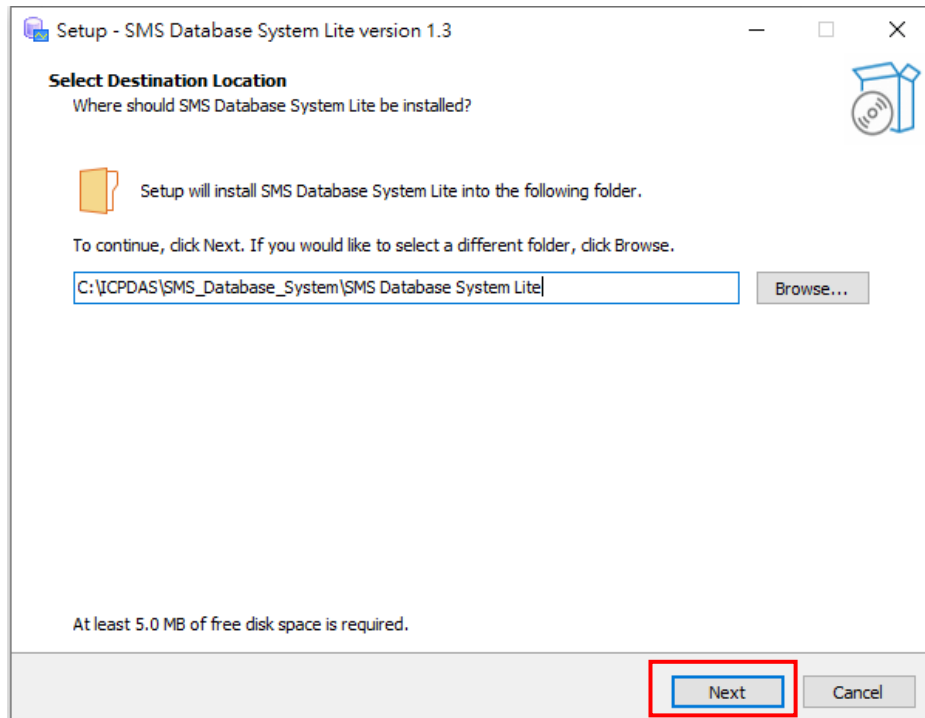 Setup - SMS Database System Lite version 1.3
Select Destination Location
Where should SMS Database System Lite be installed?
Setup will install SMS Database System Lite into the following folder.
To continue, click Next. If you would like to select a different folder, click Browse.
C:\ICPDAS\SMS_Database_System\SMS Database System Lite
Browse...
At least 5.0 MB of free disk space is required.
Next
Cancel